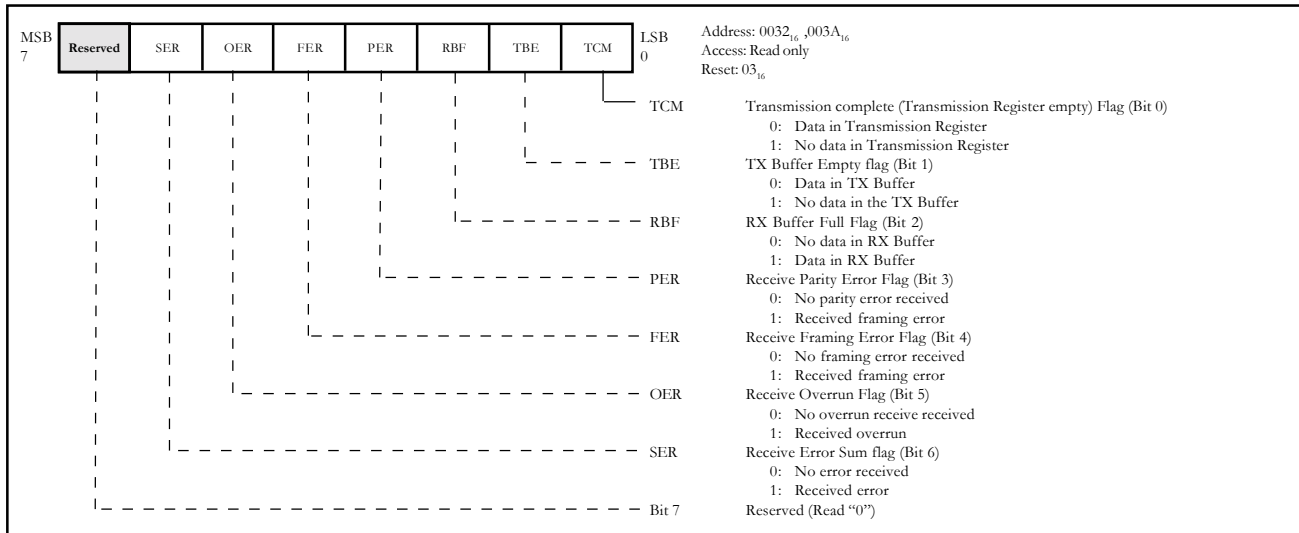 MSB
7
Reserved SER OER FER PER RBF TBE TCM
LSB
0
Address: 0032₁₆ ,003A₁₆
Access: Read only
Reset: 03₁₆
TCM Transmission complete (Transmission Register empty) Flag (Bit 0)
0: Data in Transmission Register
1: No data in Transmission Register
TBE TX Buffer Empty flag (Bit 1)
0: Data in TX Buffer
1: No data in the TX Buffer
RBF RX Buffer Full Flag (Bit 2)
0: No data in RX Buffer
1: Data in RX Buffer
PER Receive Parity Error Flag (Bit 3)
0: No parity error received
1: Received framing error
FER Receive Framing Error Flag (Bit 4)
0: No framing error received
1: Received framing error
OER Receive Overrun Flag (Bit 5)
0: No overrun receive received
1: Received overrun
SER Receive Error Sum flag (Bit 6)
0: No error received
1: Received error
Bit 7 Reserved (Read “0”)